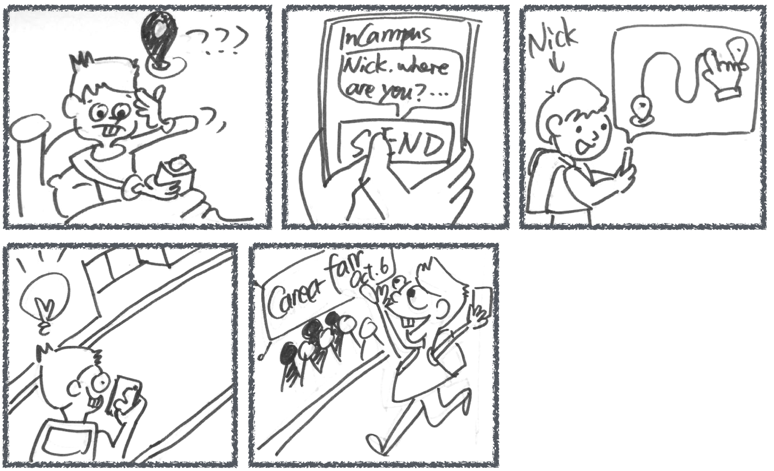 InCampus
Nick. where
are you?...
SEND
Nick
Career fair
Oct. 6